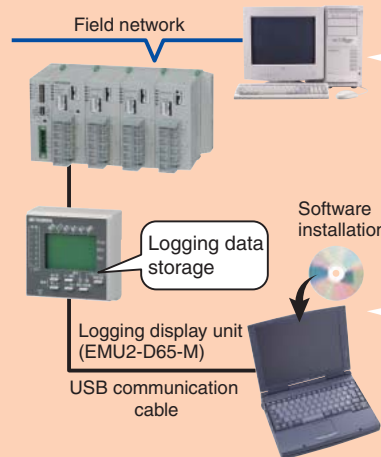 Field network
Software
installation
Logging data
storage
Logging display unit
(EMU2-D65-M)
USB communication
cable